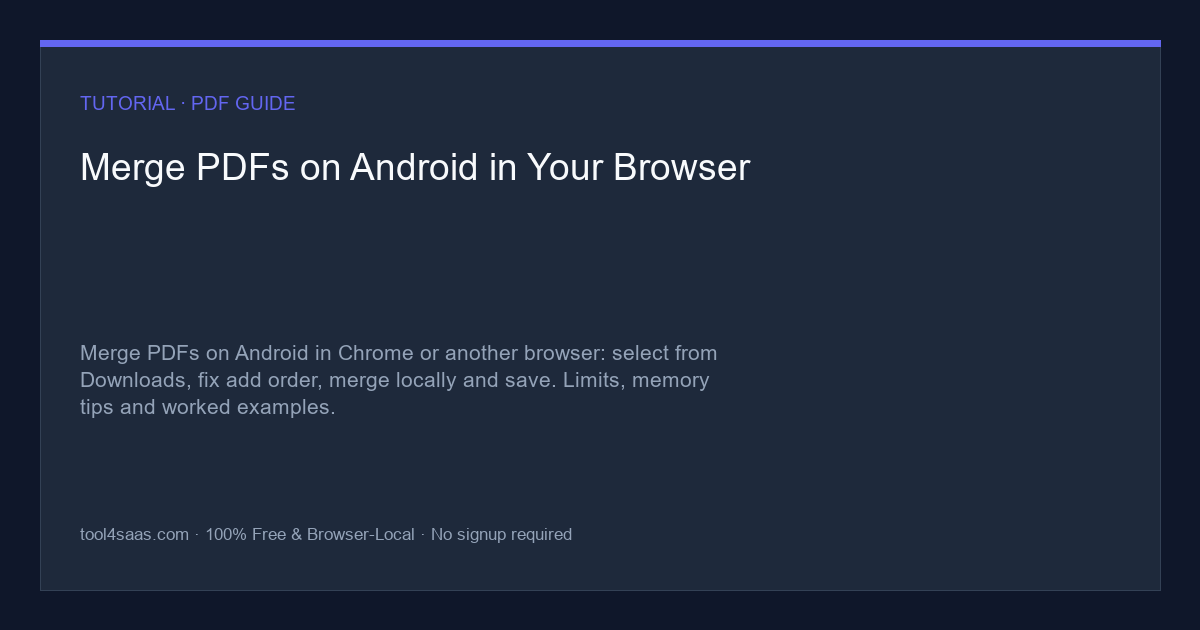 TUTORIAL · PDF GUIDE
Merge PDFs on Android in Your Browser
Merge PDFs on Android in Chrome or another browser: select from
Downloads, fix add order, merge locally and save. Limits, memory
tips and worked examples.
tool4saas.com · 100% Free & Browser-Local · No signup required